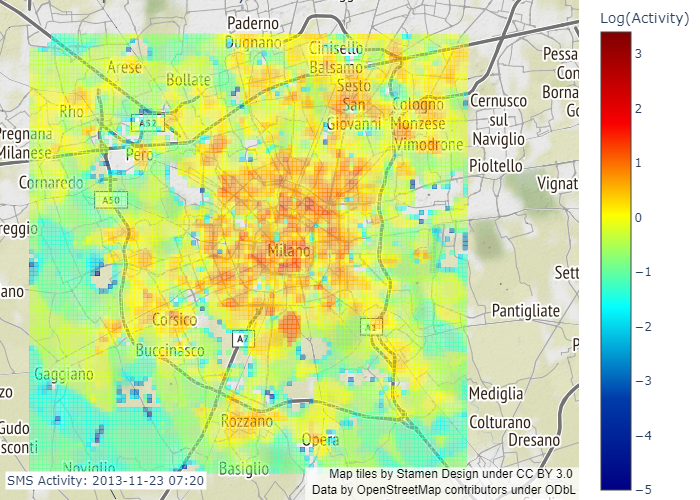 Log(Activity)
Paderno
Dugnano
Cinisello
Balsamo
Arese
Bollate
Sesto
San
Giovanni
Pessa
Con
Borna
Go
Rho
A52
Cologno
Monzese
Vimodrone
Cernusco
sul
Naviglio
Pregnana
Milanese
Pero
Pioltello
Cornaredo
A50
Vignat
reggio
Milano
Sett
ano
Pantigliate
Corsico
A7
A1
Buccinasco
P
Gaggiano
zo
Mediglia
Rozzano
Colturano
Gudo
sconti
Opera
Dresano
Noviglio
Basiglio
SMS Activity: 2013-11-23 07:20
Map tiles by Stamen Design under CC BY 3.0
Data by OpenStreetMap contributors under ODbL
3
2
1
0
−1
−2
−3
−4
−5